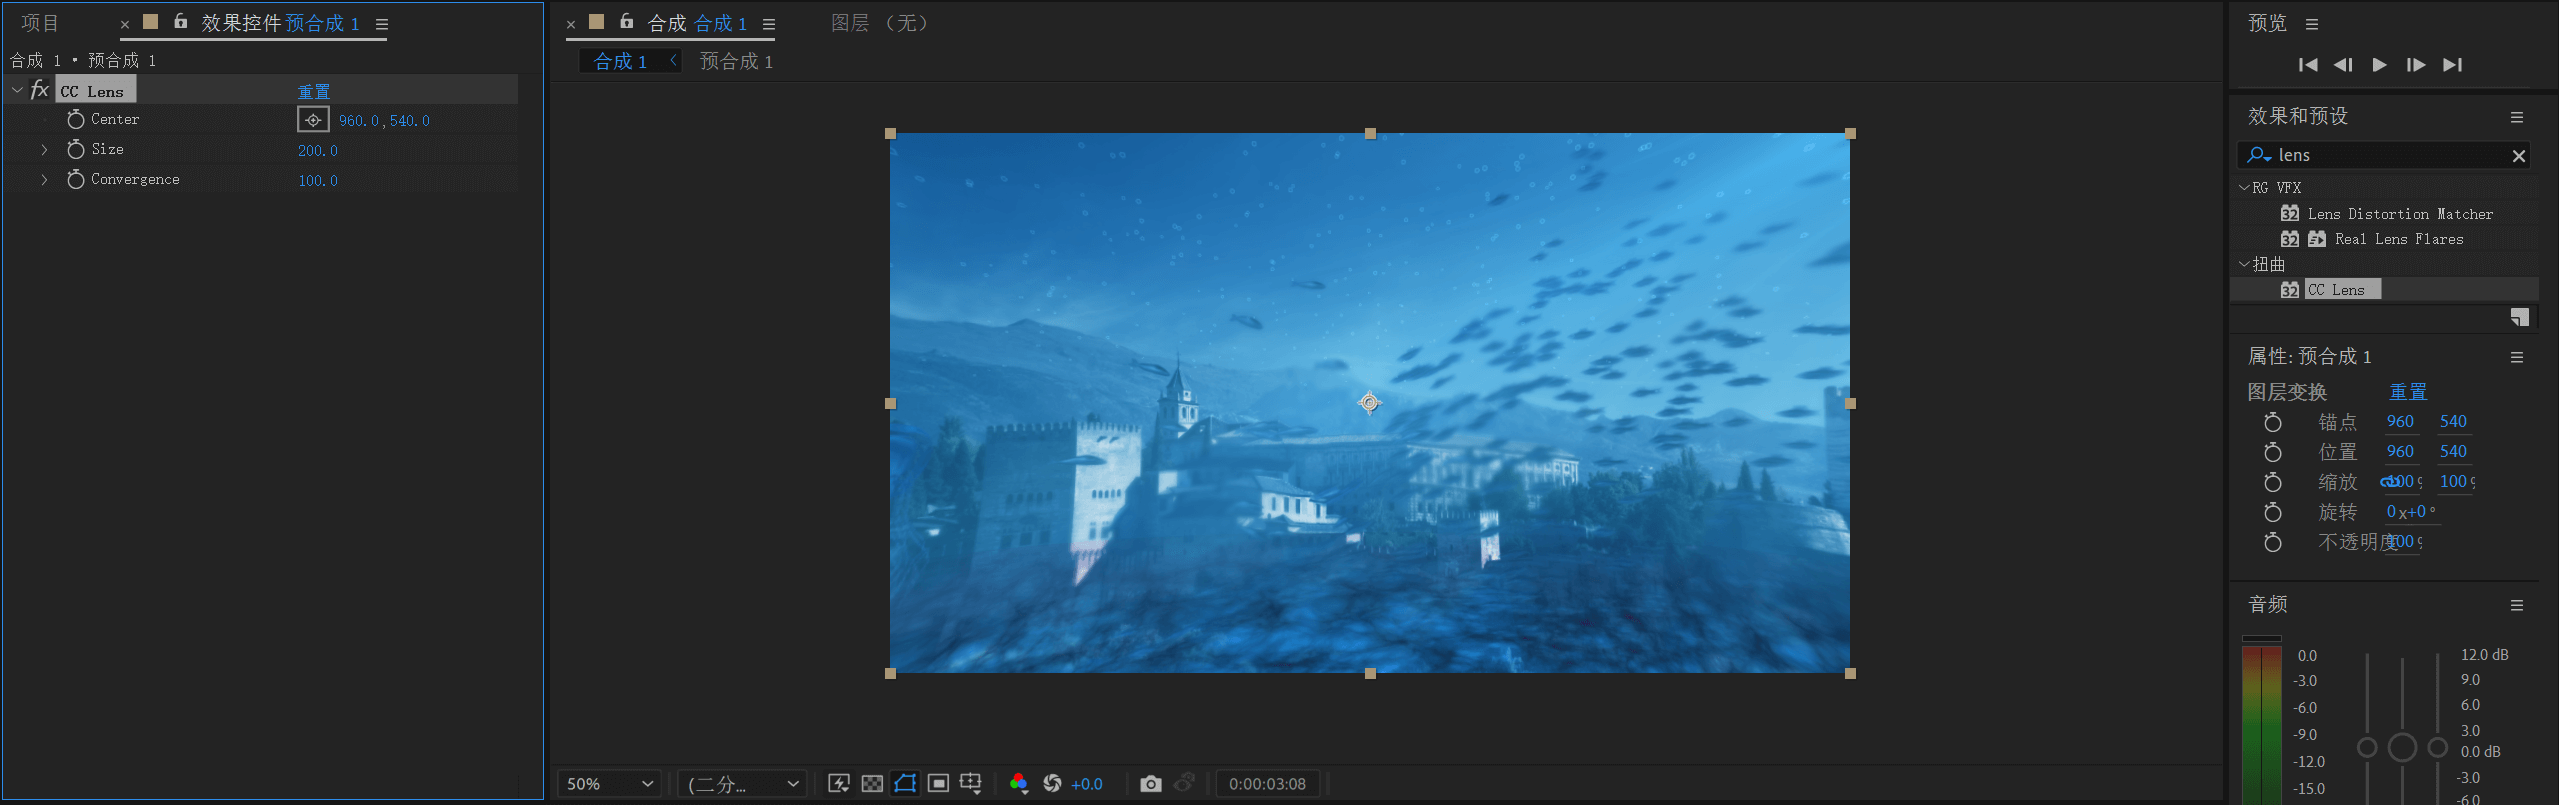 项目
× 效果控件 预合成 1 ≡
合成 1 • 预合成 1
fx CC Lens 重置
Center 960.0,540.0
Size 200.0
Convergence 100.0
× 合成 合成 1 ≡
图层 （无）
合成 1 <
预合成 1
50%
(二分...
+0.0
0:00:03:08
预览 ≡
效果和预设 ≡
lens ×
RG VFX
32 Lens Distortion Matcher
32 Real Lens Flares
扭曲
32 CC Lens
属性: 预合成 1 ≡
图层变换 重置
锚点 960 540
位置 960 540
缩放 100 % 100 %
旋转 0x+0°
不透明度 100 %
音频 ≡
0.0
-3.0
-6.0
-9.0
-12.0
-15.0
12.0 dB
9.0
6.0
3.0
0.0 dB
-3.0
-6.0